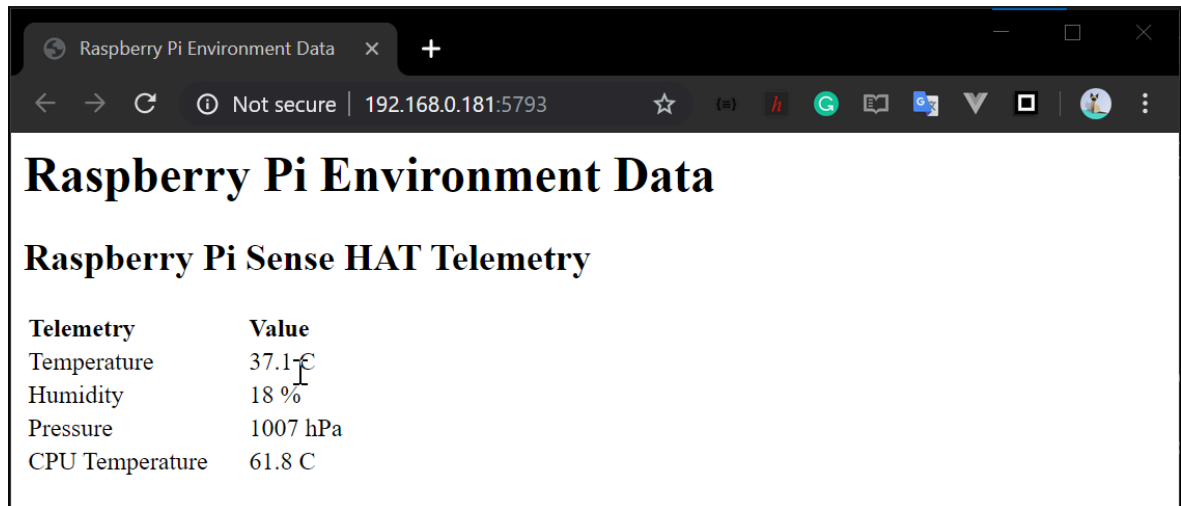 Raspberry Pi Environment Data
Not secure | 192.168.0.181:5793
Raspberry Pi Environment Data
Raspberry Pi Sense HAT Telemetry
Telemetry Value
Temperature 37.1 C
Humidity 18 %
Pressure 1007 hPa
CPU Temperature 61.8 C